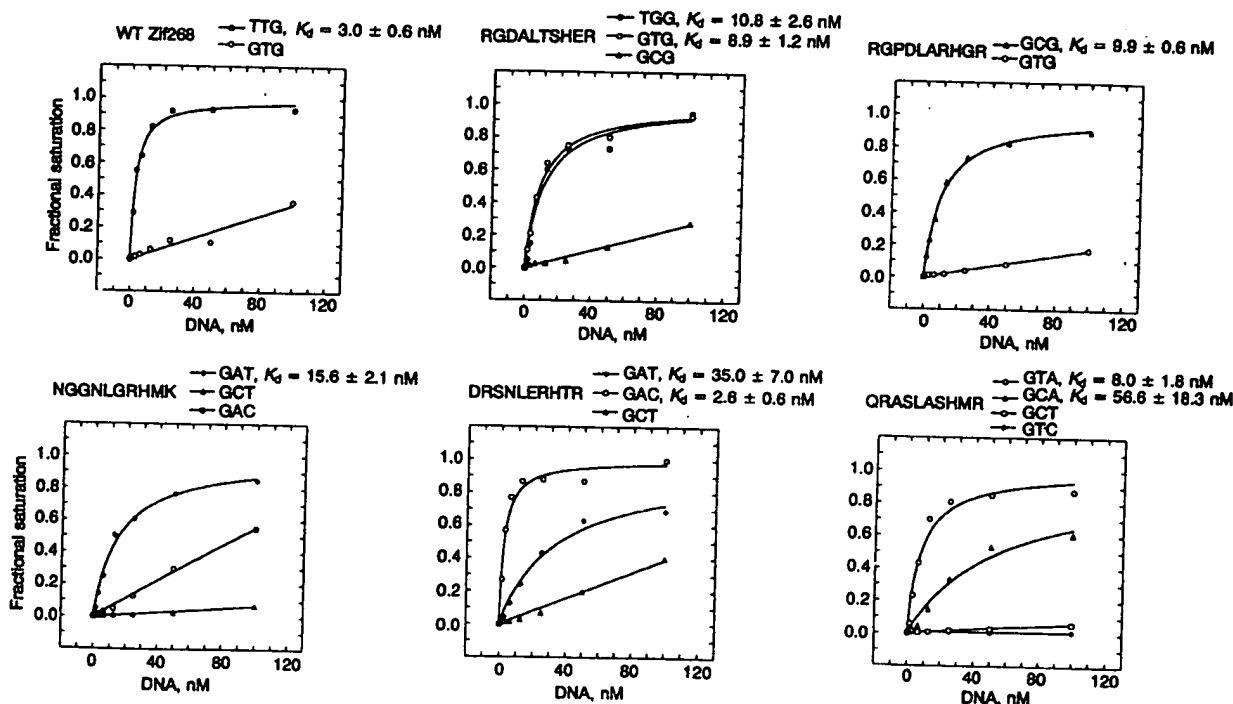 WT Zif268
TTG, Kd = 3.0 ± 0.6 nM
GTG
Fractional saturation
1.0
0.8
0.6
0.4
0.2
0.0
0 40 80 120
DNA, nM
RGDALTSHER
TGG, Kd = 10.8 ± 2.6 nM
GTG, Kd = 8.9 ± 1.2 nM
GCG
1.0
0.8
0.6
0.4
0.2
0.0
0 40 80 120
DNA, nM
RGPDLARHGR
GCG, Kd = 9.9 ± 0.6 nM
GTG
1.0
0.8
0.6
0.4
0.2
0.0
0 40 80 120
DNA, nM
NGGNLGRHMK
GAT, Kd = 15.6 ± 2.1 nM
GCT
GAC
Fractional saturation
1.0
0.8
0.6
0.4
0.2
0.0
0 40 80 120
DNA, nM
DRSNLERHTR
GAT, Kd = 35.0 ± 7.0 nM
GAC, Kd = 2.6 ± 0.6 nM
GCT
1.0
0.8
0.6
0.4
0.2
0.0
0 40 80 120
DNA, nM
QRASLASHMR
GTA, Kd = 8.0 ± 1.8 nM
GCA, Kd = 56.6 ± 18.3 nM
GCT
GTC
1.0
0.8
0.6
0.4
0.2
0.0
0 40 80 120
DNA, nM